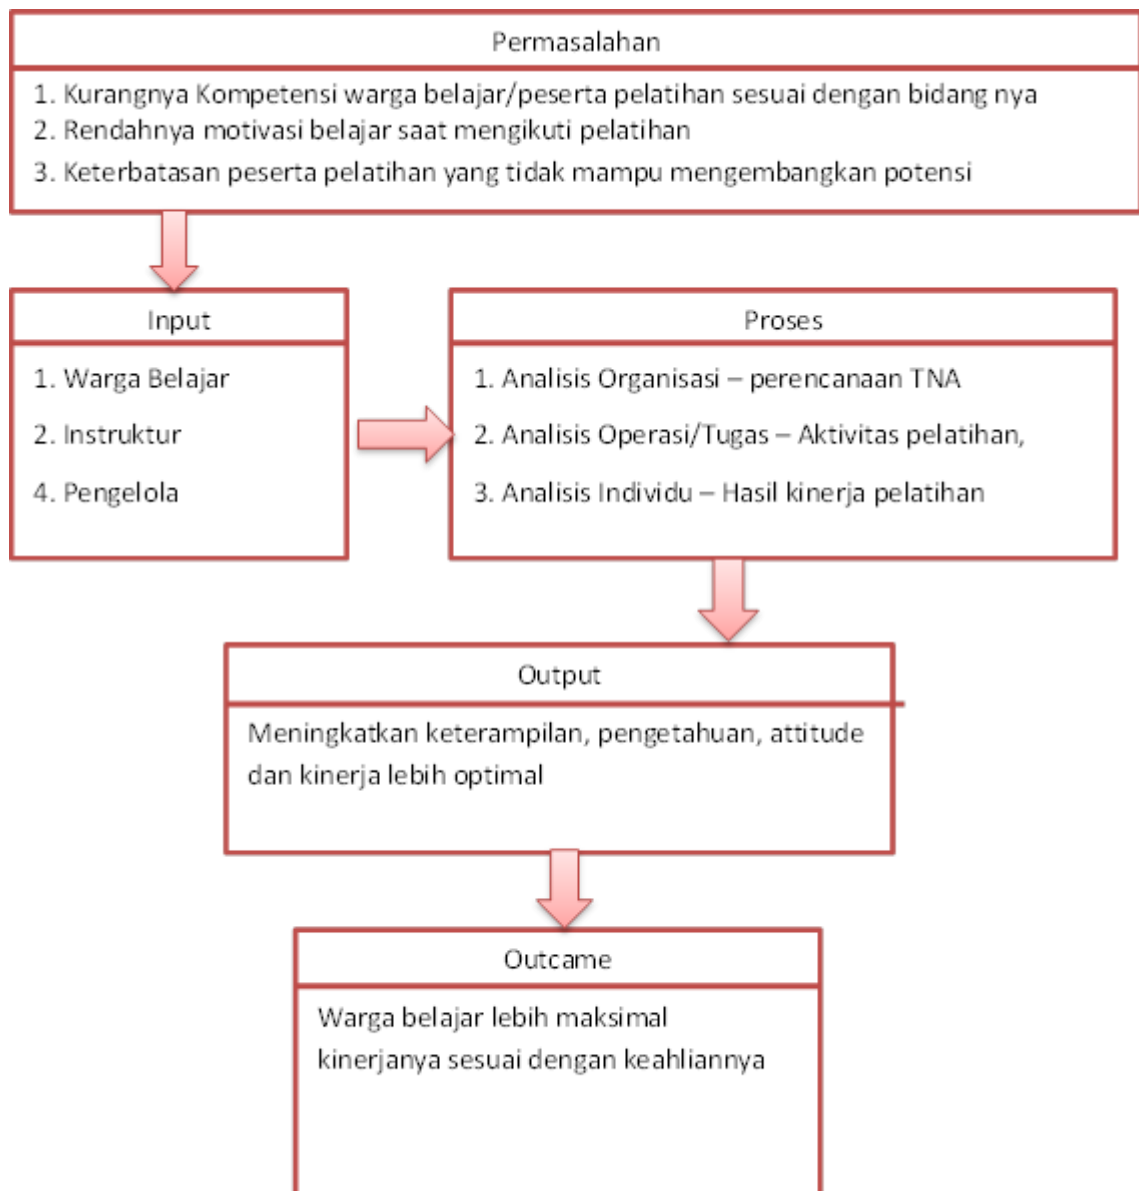 Permasalahan
1. Kurangnya Kompetensi warga belajar/peserta pelatihan sesuai dengan bidang nya
2. Rendahnya motivasi belajar saat mengikuti pelatihan
3. Keterbatasan peserta pelatihan yang tidak mampu mengembangkan potensi
Input
1. Warga Belajar
2. Instruktur
4. Pengelola
Proses
1. Analisis Organisasi – perencanaan TNA
2. Analisis Operasi/Tugas – Aktivitas pelatihan,
3. Analisis Individu – Hasil kinerja pelatihan
Output
Meningkatkan keterampilan, pengetahuan, attitude
dan kinerja lebih optimal
Outcame
Warga belajar lebih maksimal
kinerjanya sesuai dengan keahliannya